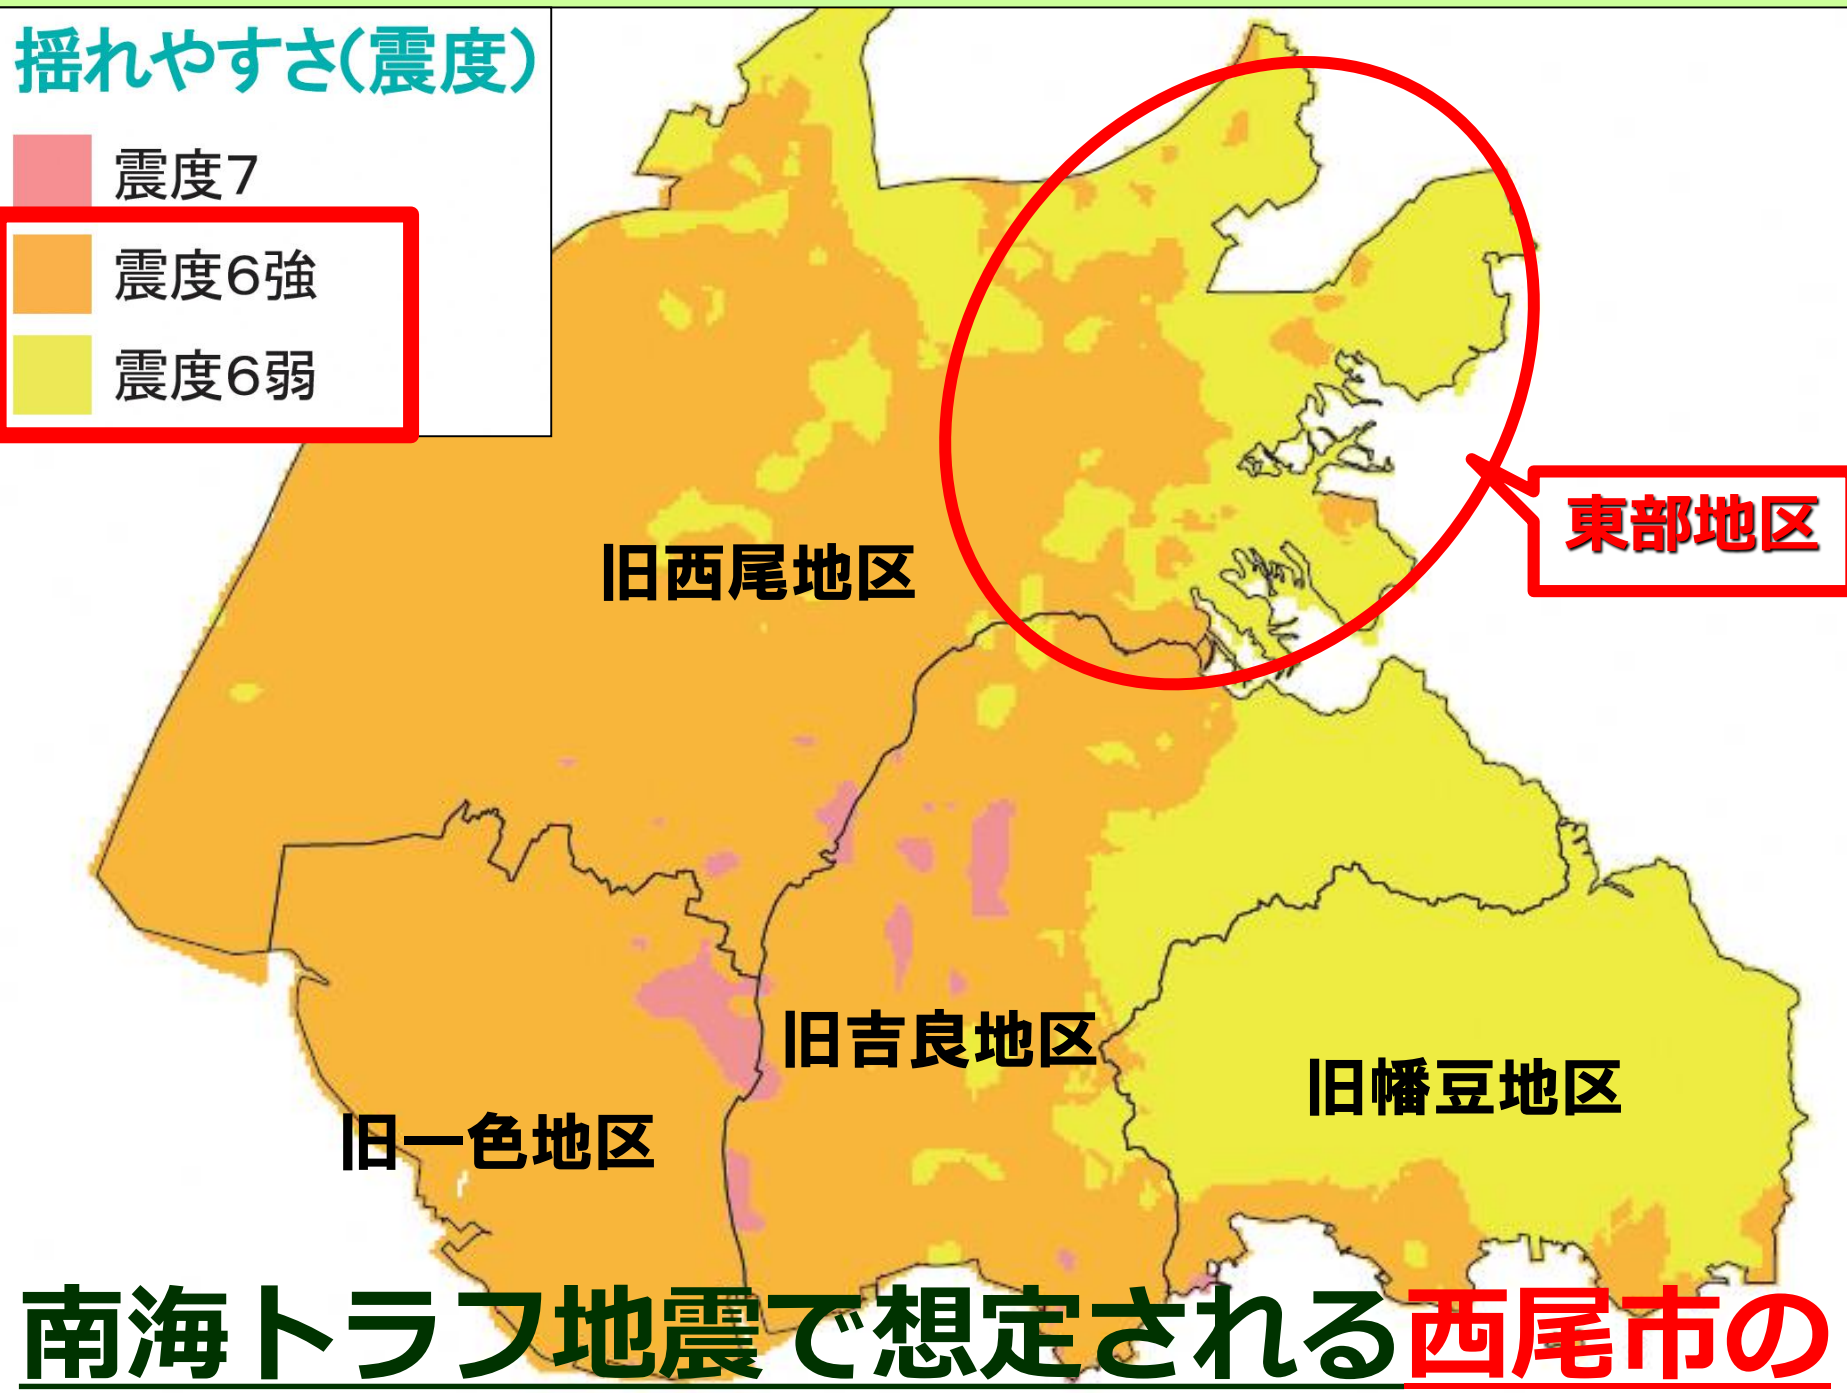 揺れやすさ(震度)
震度7
震度6強
震度6弱
東部地区
旧西尾地区
旧吉良地区
旧幡豆地区
旧一色地区
南海トラフ地震で想定される西尾市の